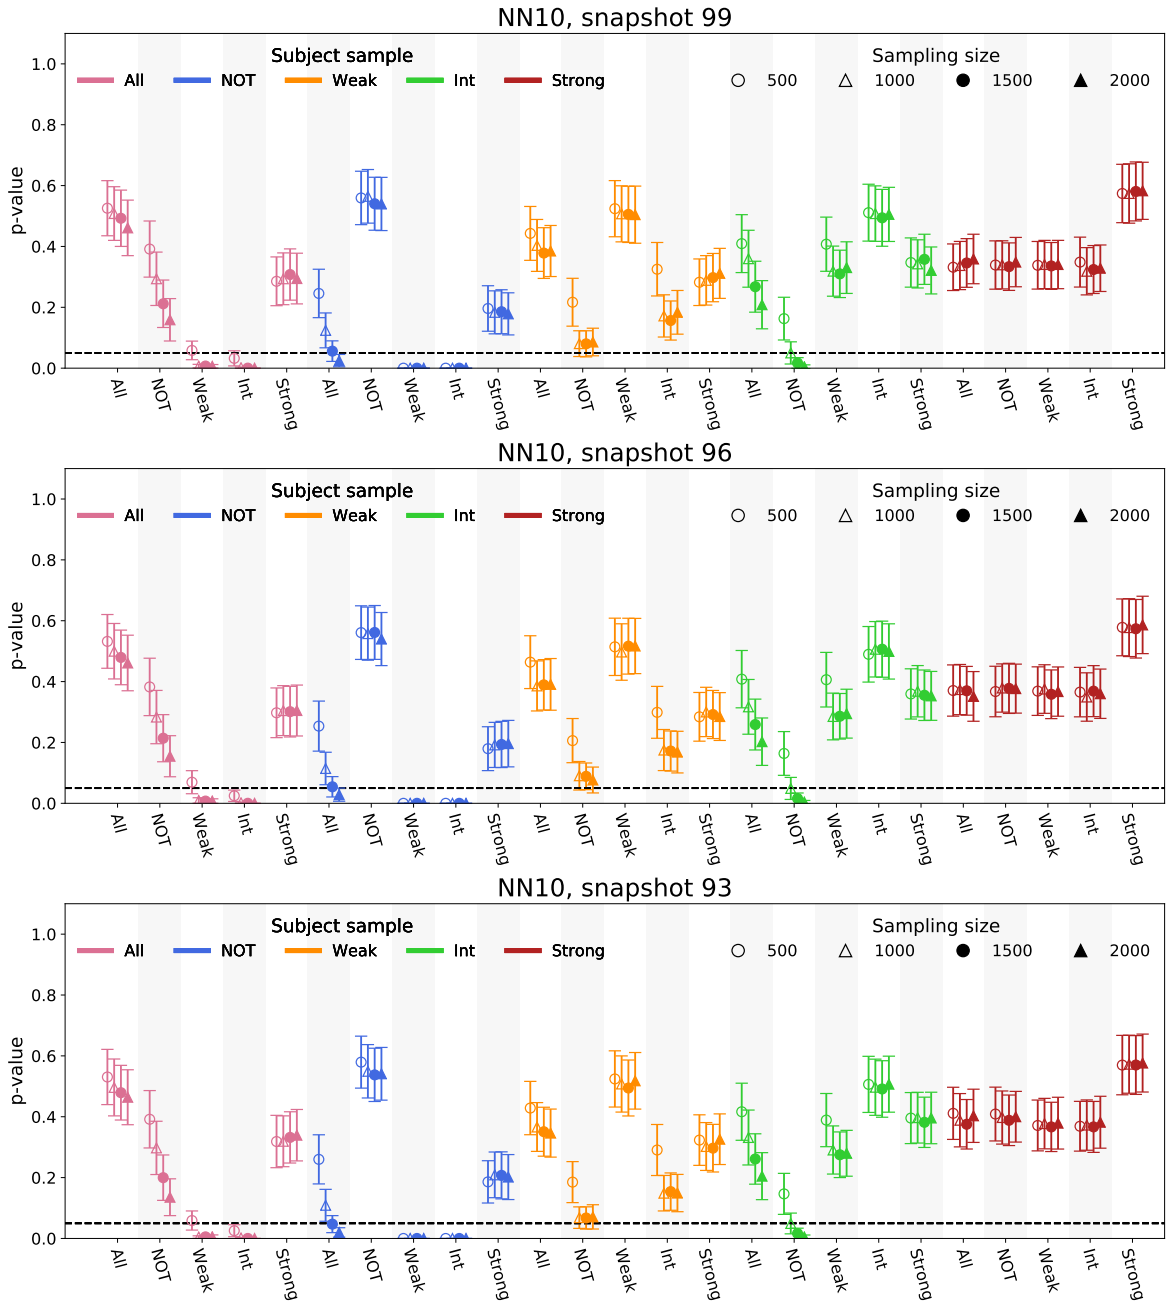 NN10, snapshot 99
Subject sample Sampling size
All NOT Weak Int Strong 500 1000 1500 2000
1.0
0.8
0.6
0.4
0.2
0.0
p-value
All NOT Weak Int Strong All NOT Weak Int Strong All NOT Weak Int Strong All NOT Weak Int Strong All NOT Weak Int Strong
NN10, snapshot 96
Subject sample Sampling size
All NOT Weak Int Strong 500 1000 1500 2000
1.0
0.8
0.6
0.4
0.2
0.0
p-value
All NOT Weak Int Strong All NOT Weak Int Strong All NOT Weak Int Strong All NOT Weak Int Strong All NOT Weak Int Strong
NN10, snapshot 93
Subject sample Sampling size
All NOT Weak Int Strong 500 1000 1500 2000
1.0
0.8
0.6
0.4
0.2
0.0
p-value
All NOT Weak Int Strong All NOT Weak Int Strong All NOT Weak Int Strong All NOT Weak Int Strong All NOT Weak Int Strong